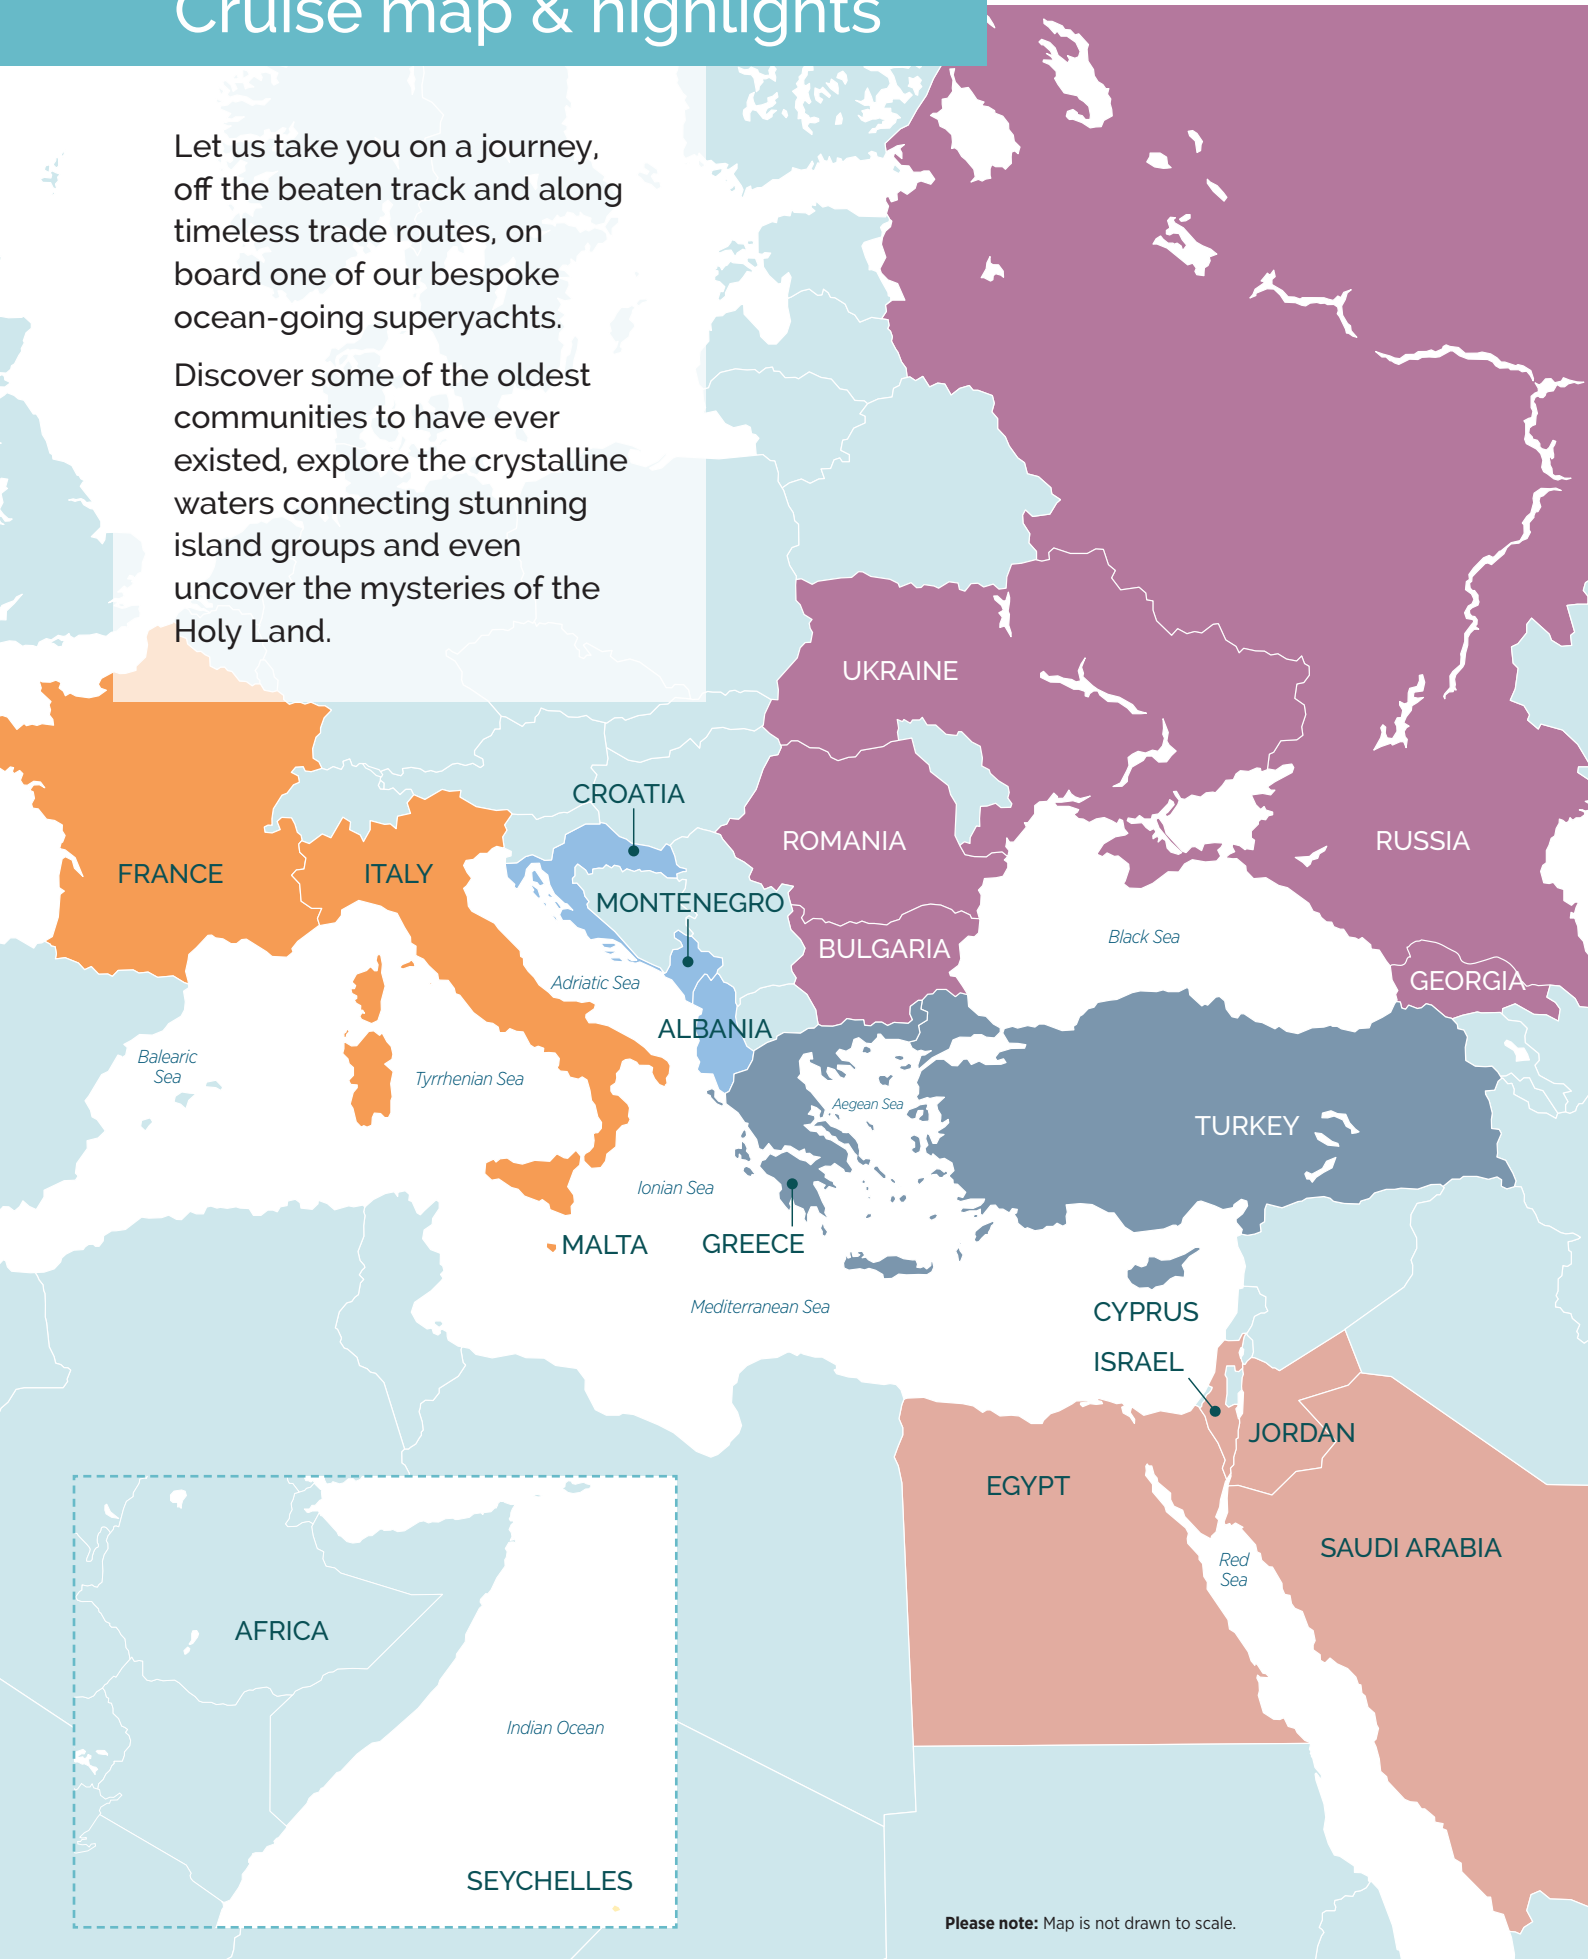 Cruise map & highlights
Let us take you on a journey,
off the beaten track and along
timeless trade routes, on
board one of our bespoke
ocean-going superyachts.
Discover some of the oldest
communities to have ever
existed, explore the crystalline
waters connecting stunning
island groups and even
uncover the mysteries of the
Holy Land.
UKRAINE
CROATIA
ROMANIA
RUSSIA
FRANCE
ITALY
MONTENEGRO
Black Sea
BULGARIA
GEORGIA
Adriatic Sea
ALBANIA
Balearic
Sea
Tyrrhenian Sea
Aegean Sea
TURKEY
Ionian Sea
MALTA
GREECE
Mediterranean Sea
CYPRUS
ISRAEL
JORDAN
EGYPT
SAUDI ARABIA
Red
Sea
AFRICA
Indian Ocean
SEYCHELLES
Please note: Map is not drawn to scale.